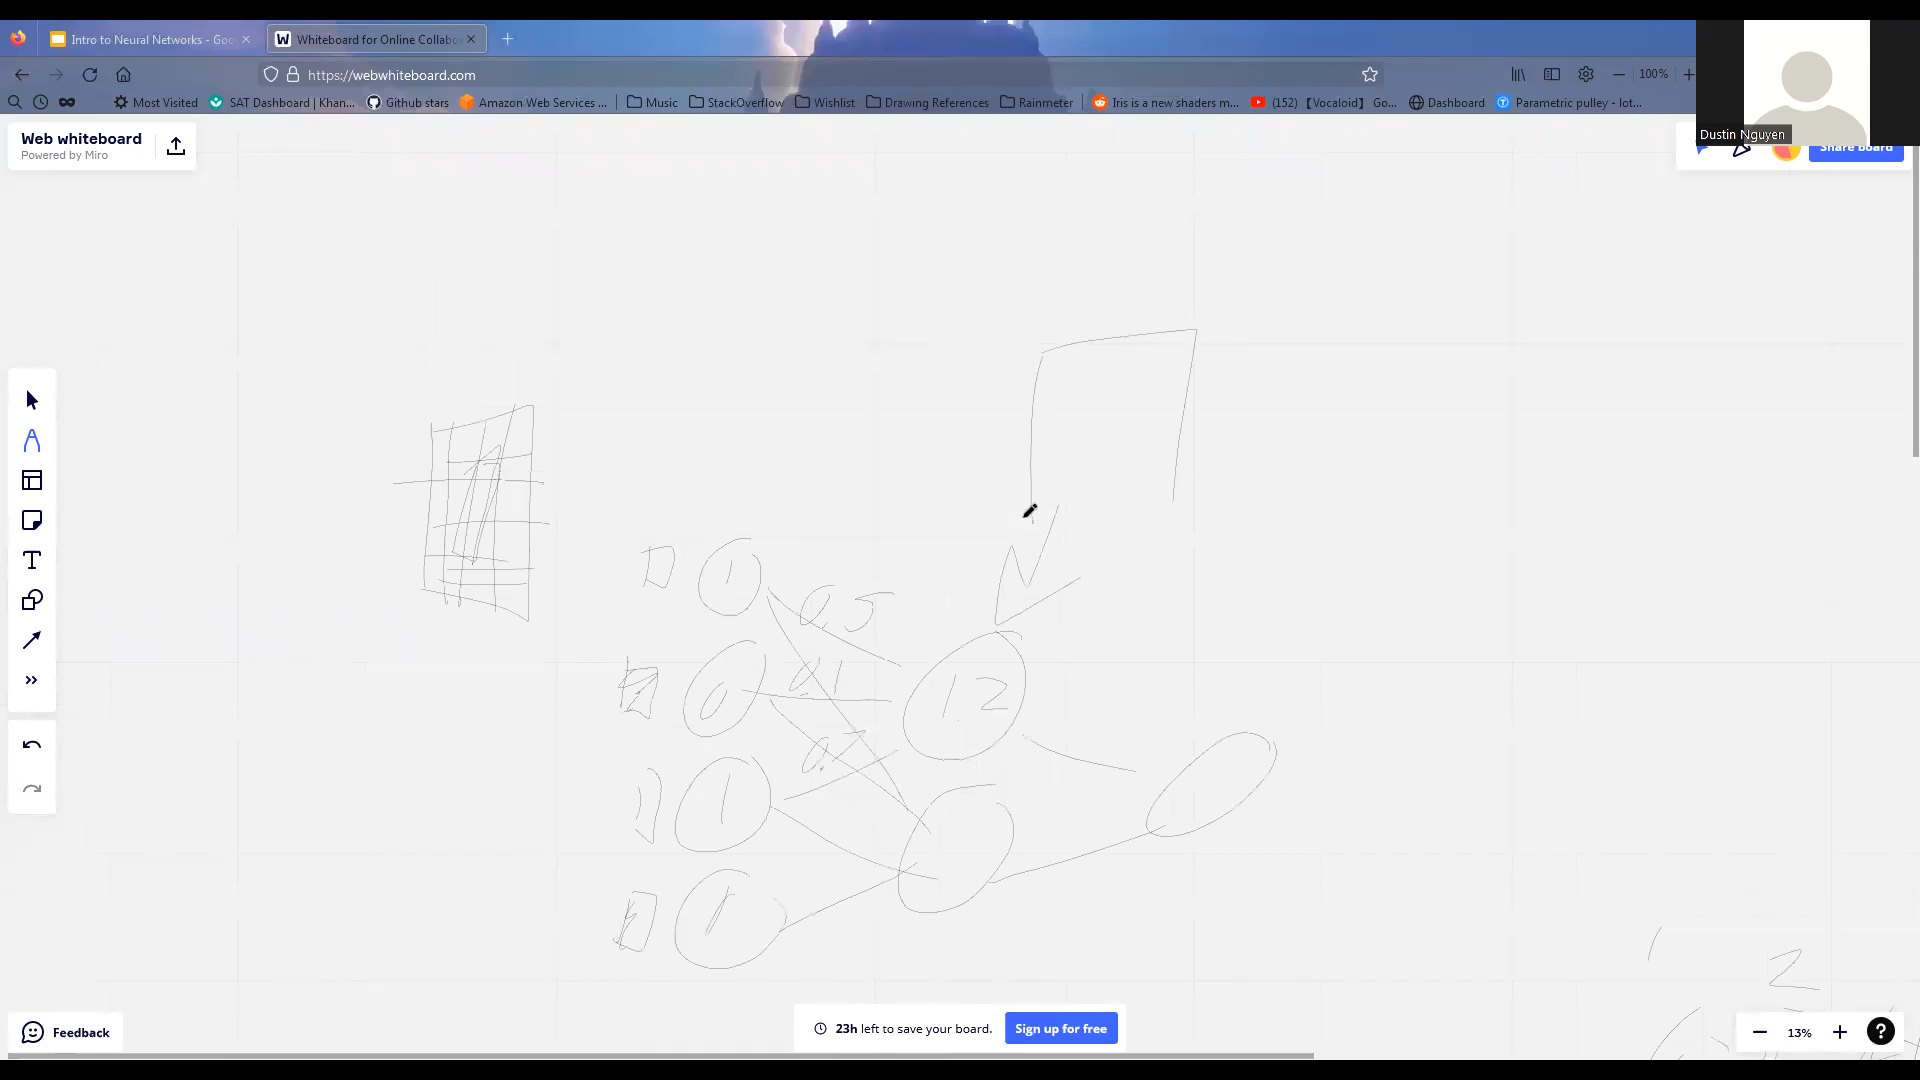 Intro to Neural Networks - Goo
Whiteboard for Online Collabo
https://webwhiteboard.com
100%
Most Visited
SAT Dashboard | Khan...
Github stars
Amazon Web Services ...
Music
StackOverflow
Wishlist
Drawing References
Rainmeter
Iris is a new shaders m...
(152) [Vocaloid] Go...
Dashboard
Parametric pulley - lot...
Dustin Nguyen
Web whiteboard
Powered by Miro
Share board
1
0.5
0
0.1
1.2
1
0.7
1
2
23h left to save your board.
Sign up for free
Feedback
13%